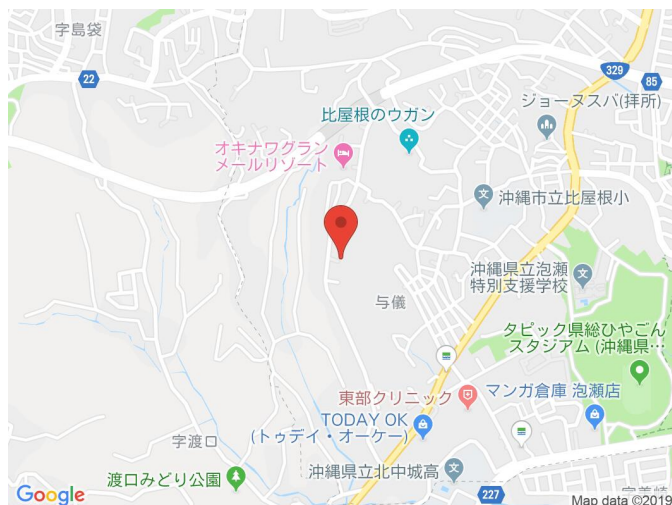 字島袋
22
329
85
ジョーヌスバ(拝所)
比屋根のウガン
オキナワグラン
メールリゾート
文
沖縄市立比屋根小
沖縄県立泡瀬
特別支援学校
文
与儀
タピック県総ひやごん
スタジアム (沖縄県…
東部クリニック
マンガ倉庫 泡瀬店
TODAY OK
(トゥデイ・オーケー)
字渡口
渡口みどり公園
沖縄県立北中城高
文
227
Google
Map data ©2019